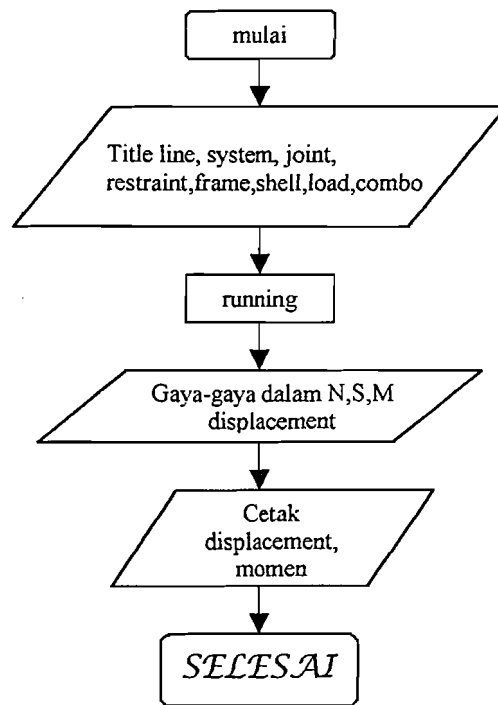 mulai
Title line, system, joint,
restraint,frame,shell,load,combo
running
Gaya-gaya dalam N,S,M
displacement
Cetak
displacement,
momen
SELESAI